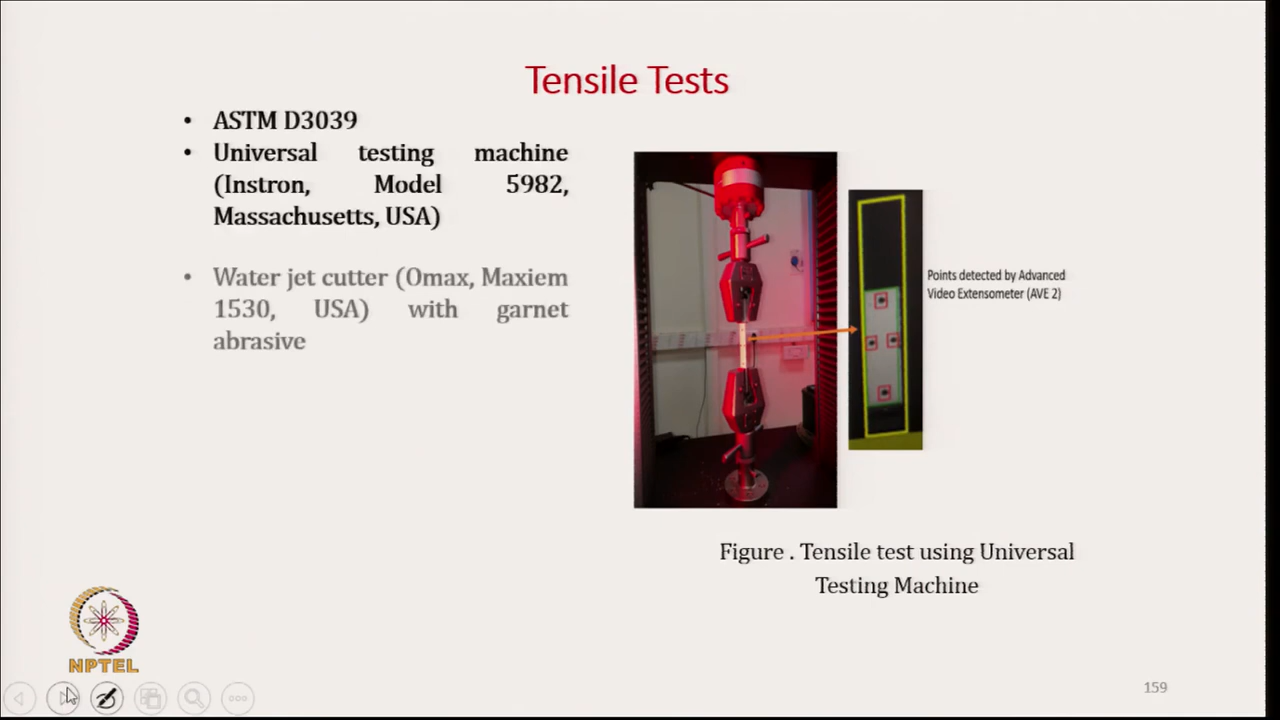 Tensile Tests
• ASTM D3039
• Universal testing machine
(Instron, Model 5982,
Massachusetts, USA)
• Water jet cutter (Omax, Maxiem
1530, USA) with garnet
abrasive
Points detected by Advanced
Video Extensometer (AVE 2)
Figure . Tensile test using Universal
Testing Machine
NPTEL
159